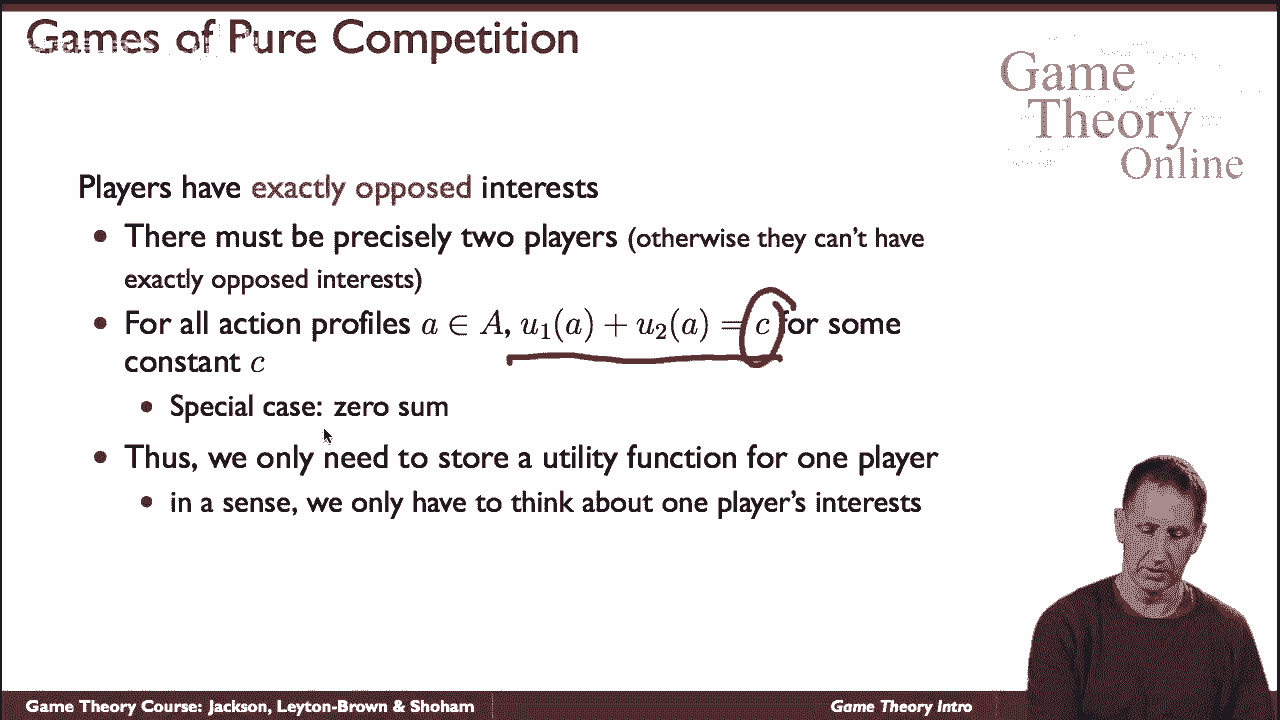 Games of Pure Competition
Game
Theory
Online
Players have exactly opposed interests
• There must be precisely two players (otherwise they can't have
exactly opposed interests)
• For all action profiles a ∈ A, u₁(a) + u₂(a) = c for some
constant c
• Special case: zero sum
• Thus, we only need to store a utility function for one player
• in a sense, we only have to think about one player's interests
Game Theory Course: Jackson, Leyton-Brown & Shoham
Game Theory Intro